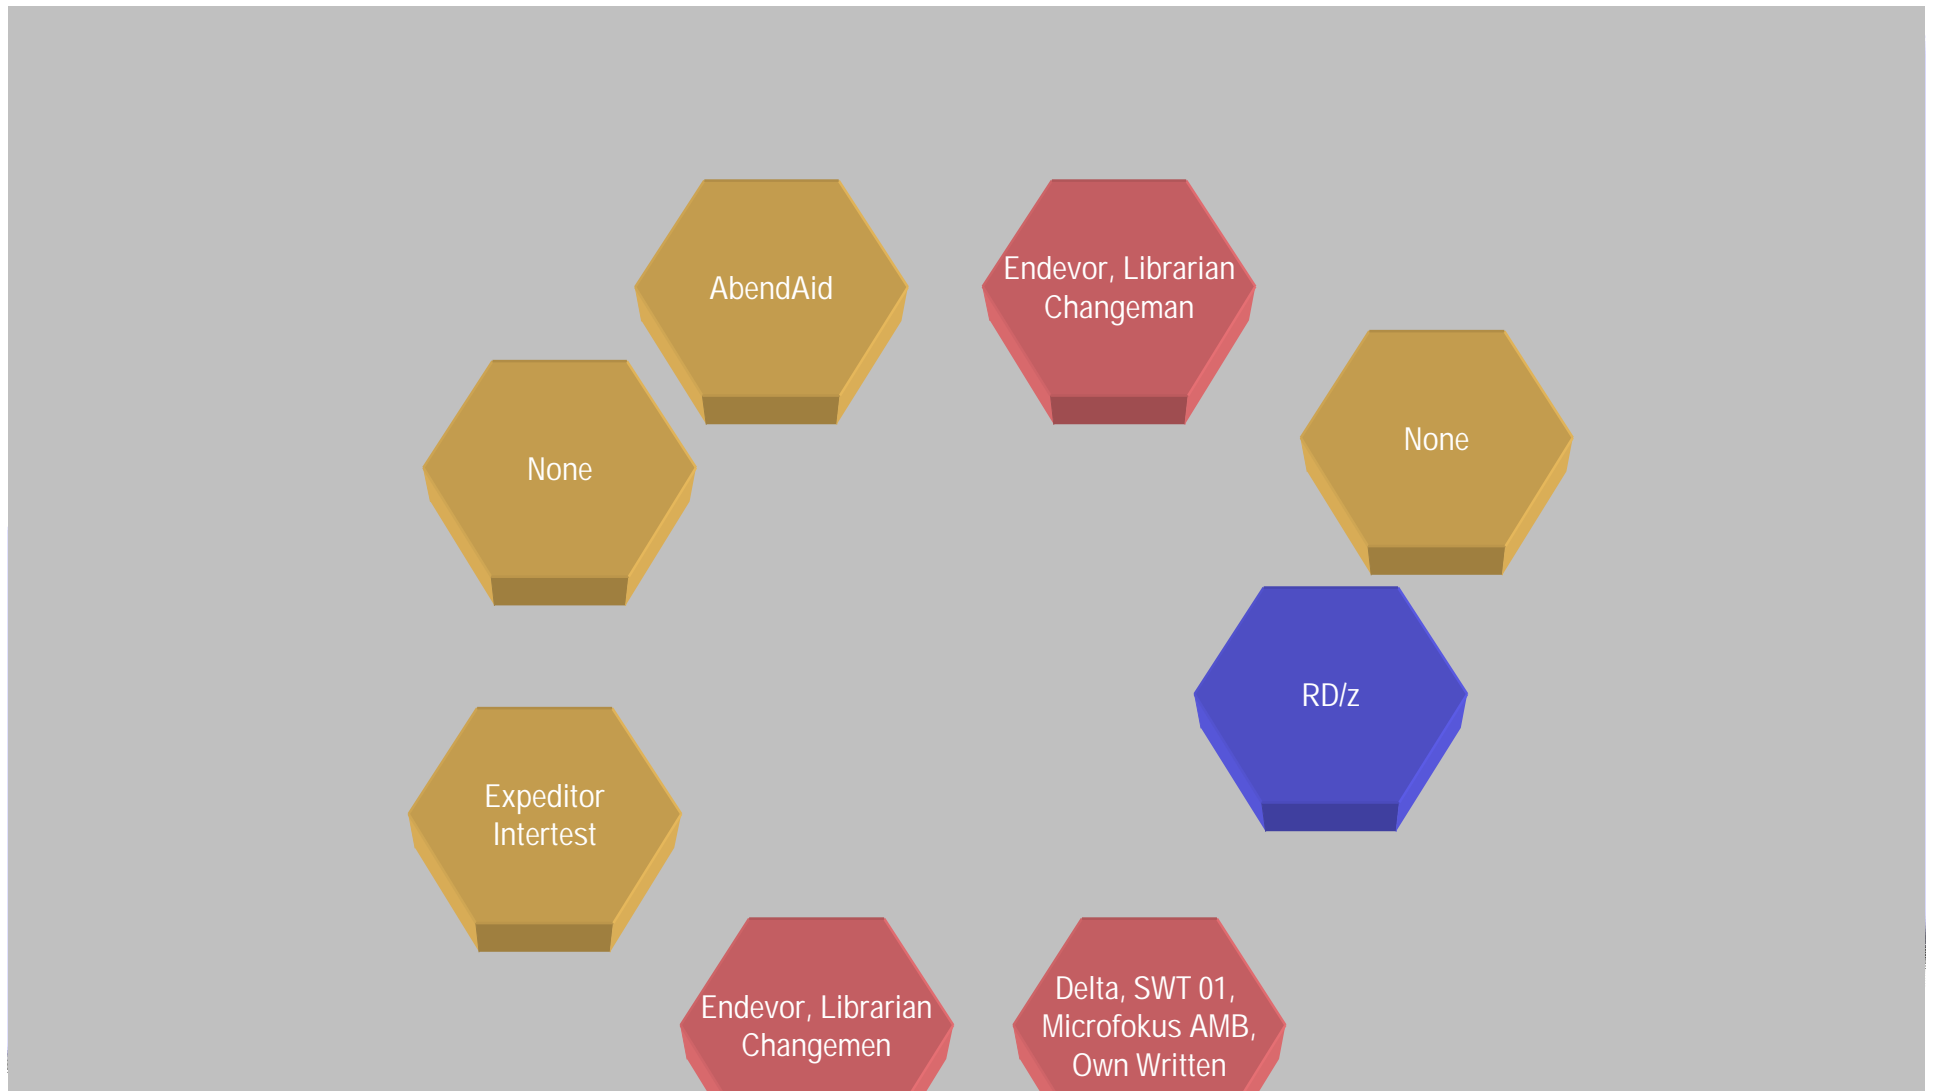 AbendAid
Endevor, Librarian
Changeman
None
None
RD/z
Expeditor
Intertest
Endevor, Librarian
Changemen
Delta, SWT 01,
Microfokus AMB,
Own Written